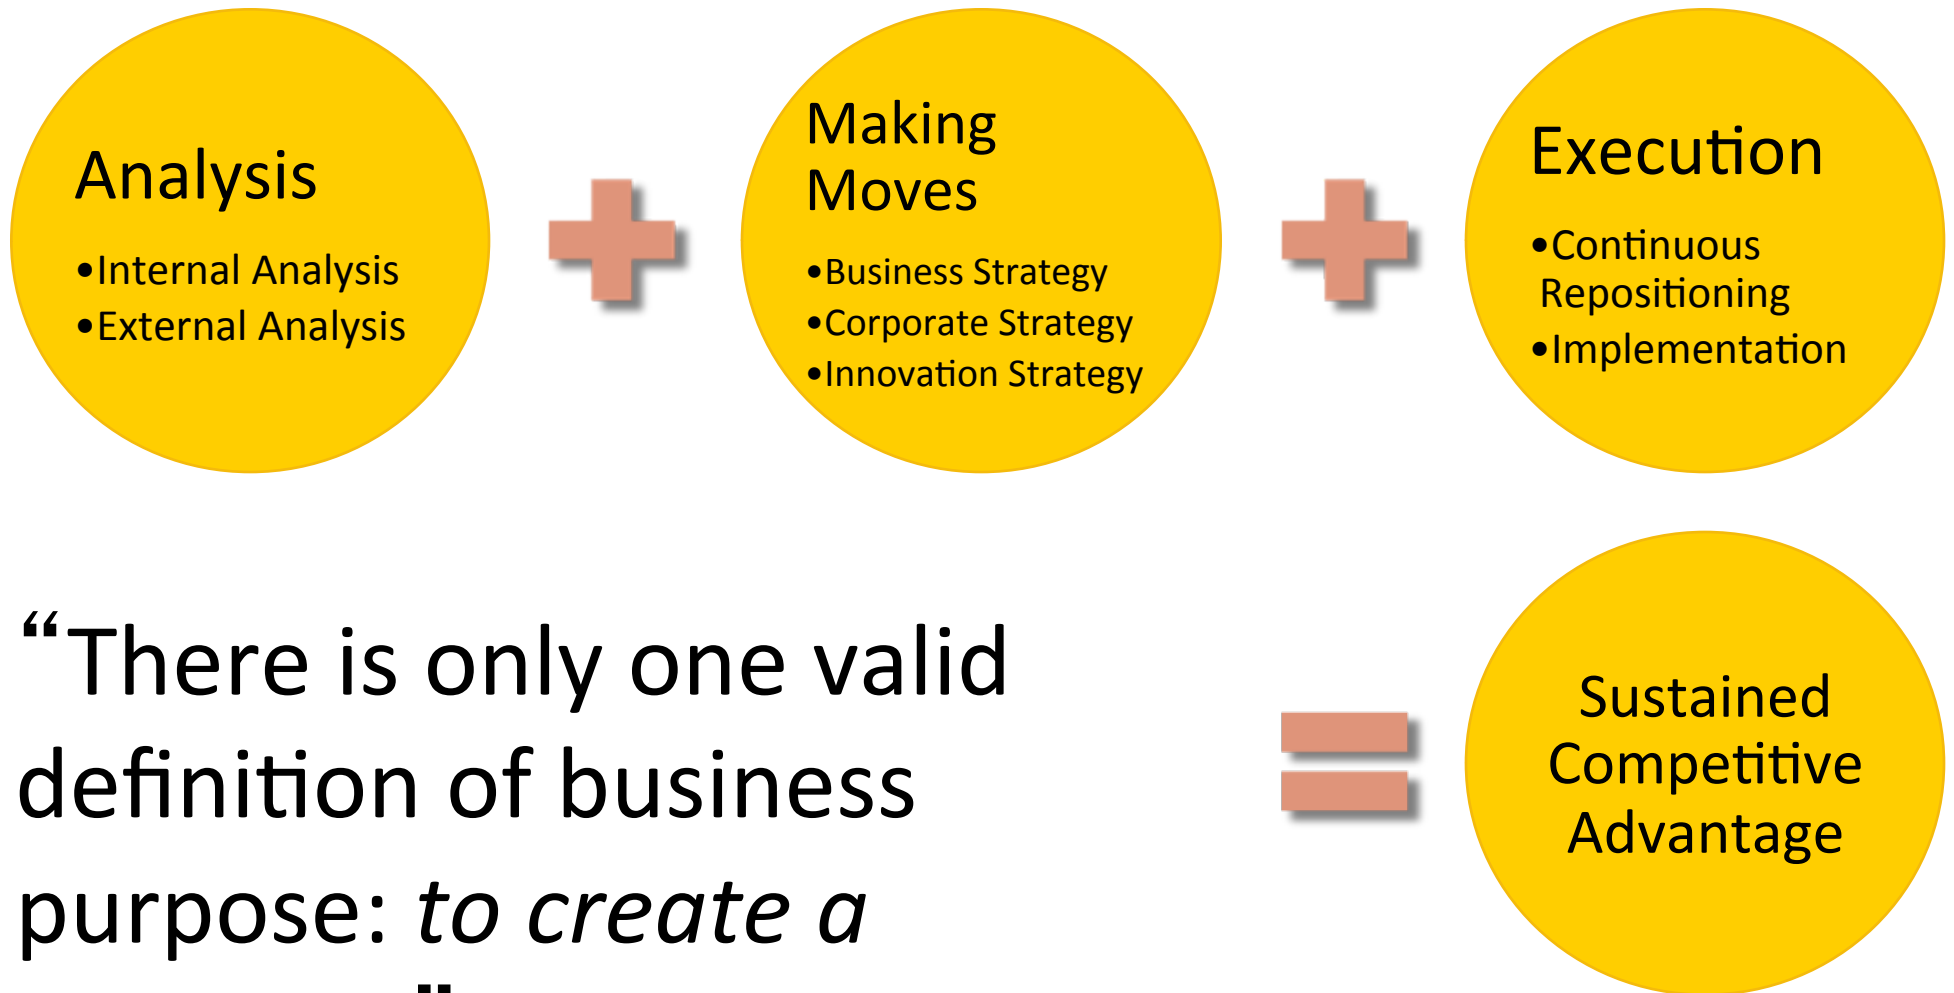 Analysis
•Internal Analysis
•External Analysis
Making
Moves
•Business Strategy
•Corporate Strategy
•Innovation Strategy
Execution
•Continuous
Repositioning
•Implementation
“There is only one valid
definition of business
purpose: to create a
”
Sustained
Competitive
Advantage